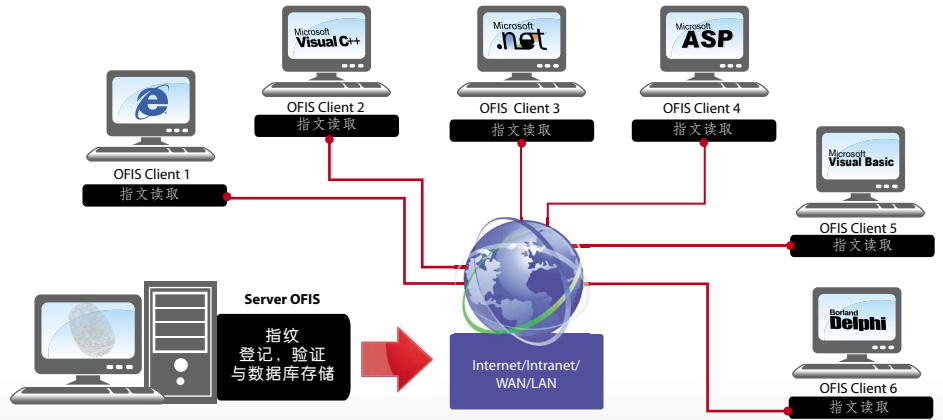 Microsoft
Visual C++
OFIS Client 2
指文读取
Microsoft
.net
OFIS Client 3
指文读取
Microsoft
ASP
OFIS Client 4
指文读取
OFIS Client 1
指文读取
Microsoft
Visual Basic
OFIS Client 5
指文读取
Server OFIS
指纹
登记，验证
与数据库存储
Internet/Intranet/
WAN/LAN
Borland
Delphi
OFIS Client 6
指文读取